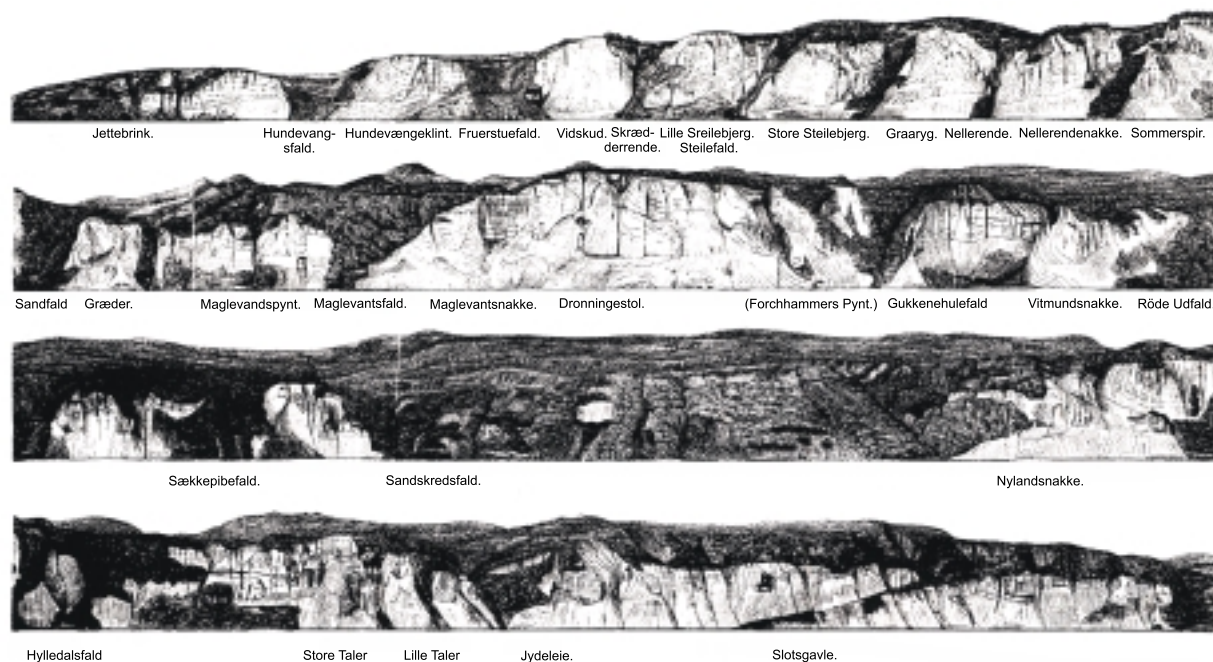 Jettebrink. Hundevang- Hundevængeklint. Fruerstuefald. Vidskud. Skræd- Lille Sreilebjerg. Store Steilebjerg. Graaryg. Nellerende. Nellerendenakke. Sommerspir.
sfald. derrende. Steilefald.
Sandfald Græder. Maglevandspynt. Maglevantsfald. Maglevantsnakke. Dronningestol. (Forchhammers Pynt.) Gukkenehulefald Vitmundsnakke. Röde Udfald.
Sækkepibefald. Sandskredsfald. Nylandsnakke.
Hylledalsfald Store Taler Lille Taler Jydeleie. Slotsgavle.